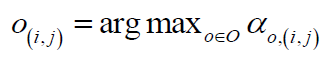 o_{(i,j)} = arg max_{o∈O} α_{o,(i,j)}